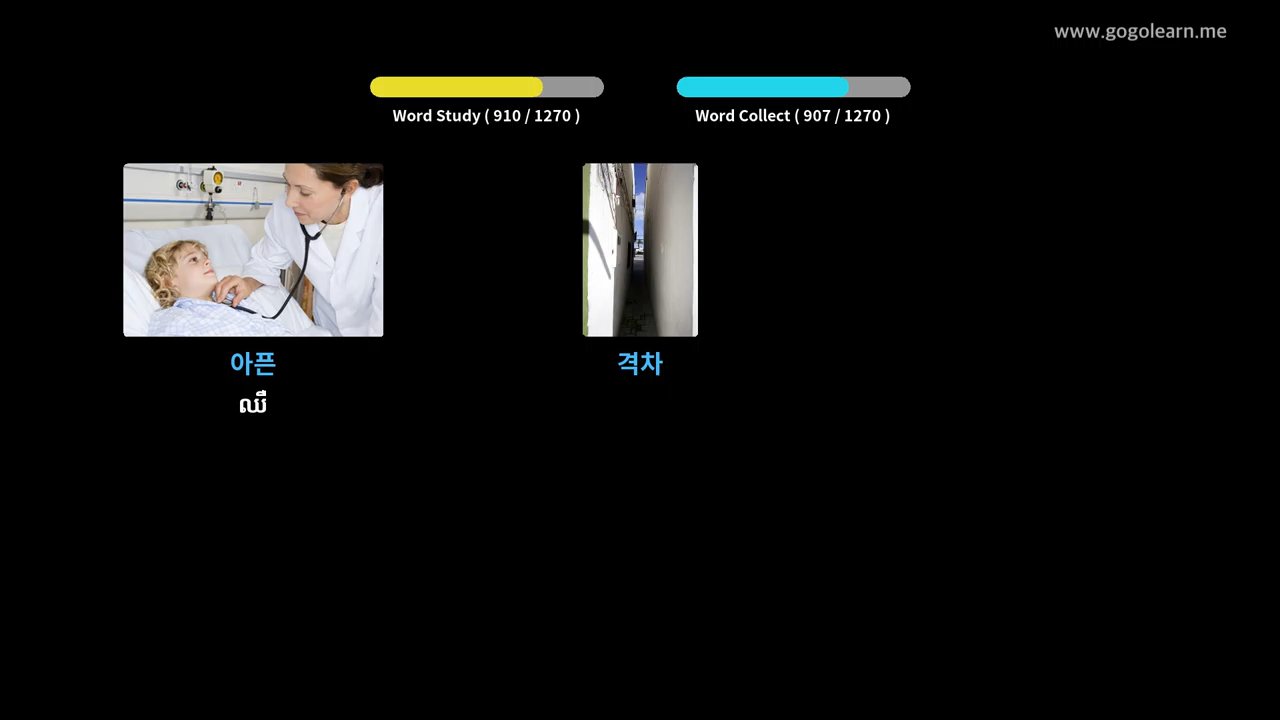 www.gogolearn.me
Word Study ( 910 / 1270 )
Word Collect ( 907 / 1270 )
아픈
격차
ឈឺ